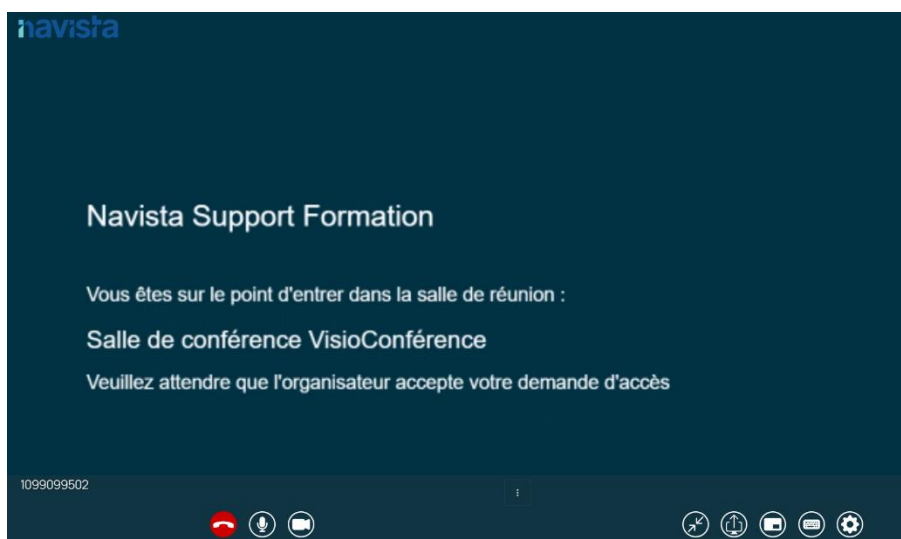 navista
Navista Support Formation
Vous êtes sur le point d'entrer dans la salle de réunion :
Salle de conférence VisioConférence
Veuillez attendre que l'organisateur accepte votre demande d'accès
1099099502